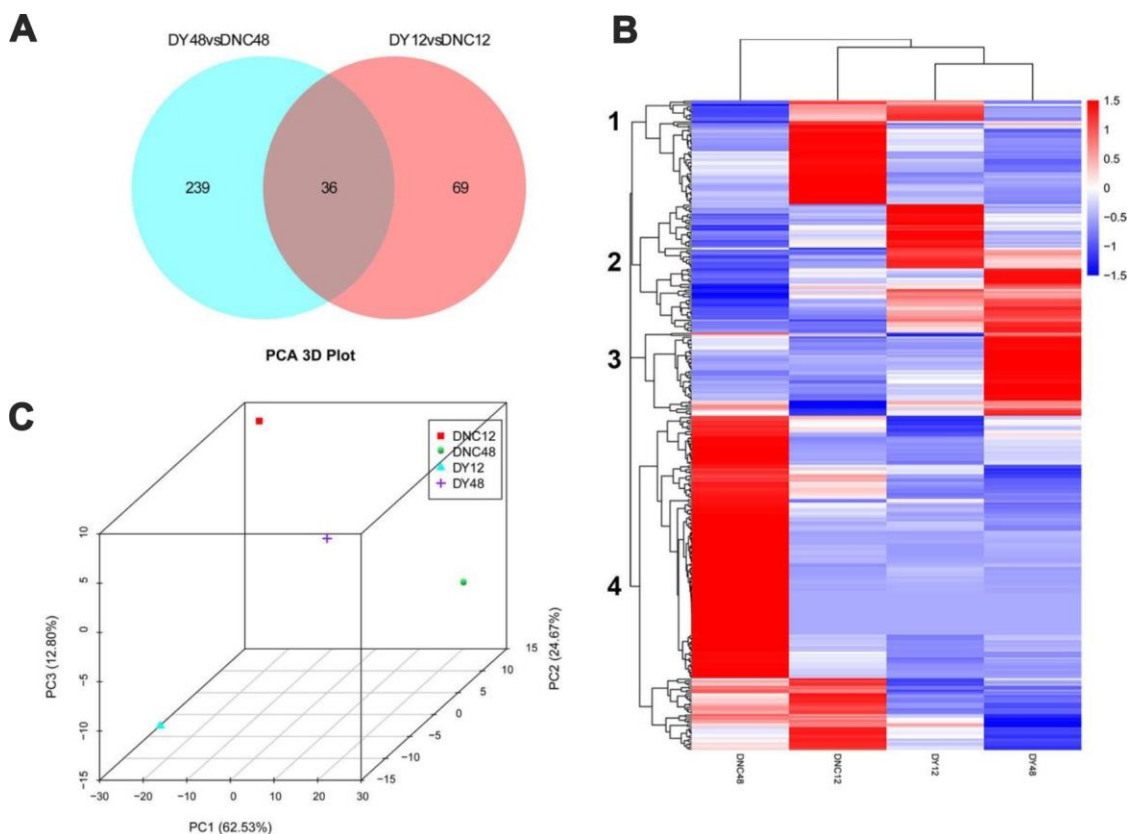 A
DY48vsDNC48
DY12vsDNC12
239
36
69
B
1
2
3
4
1.5
1
0.5
0
−0.5
−1
−1.5
DNC48
DNC12
DY12
DY48
C
PCA 3D Plot
DNC12
DNC48
DY12
DY48
10
5
0
−5
−10
−15
PC3 (12.80%)
−30
−20
−10
0
10
20
30
PC1 (62.53%)
−15
−10
−5
0
5
10
15
PC2 (24.67%)